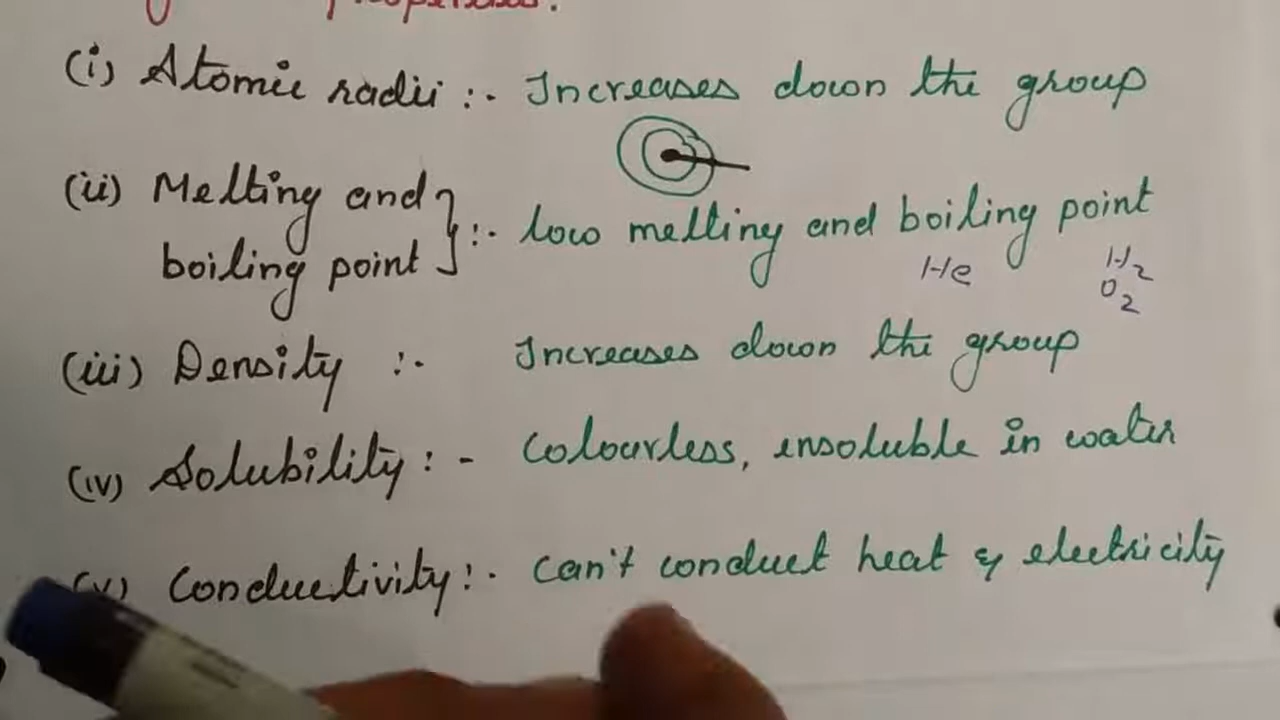 (i) Atomic radii :- Increases down the group
(ii) Melting and
boiling point } :- low melting and boiling point
He H2
O2
(iii) Density :- Increases down the group
(iv) Solubility :- Colourless, insoluble in water
(v) Conductivity :- Can't conduct heat & electricity